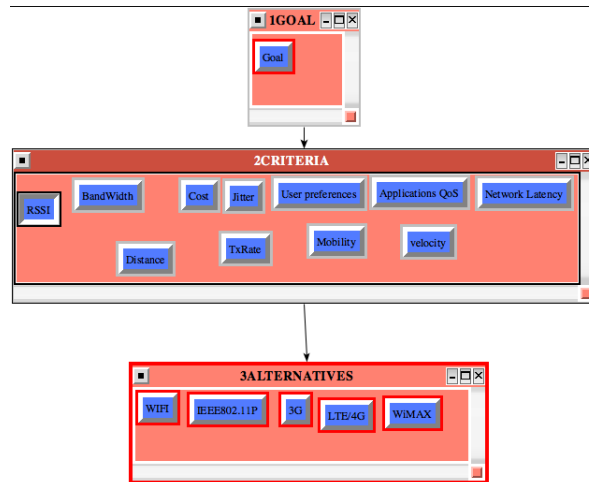 1GOAL
Goal
2CRITERIA
RSSI
BandWidth
Cost
Jitter
User preferences
Applications QoS
Network Latency
Distance
TxRate
Mobility
velocity
3ALTERNATIVES
WIFI
IEEE802.11P
3G
LTE/4G
WiMAX